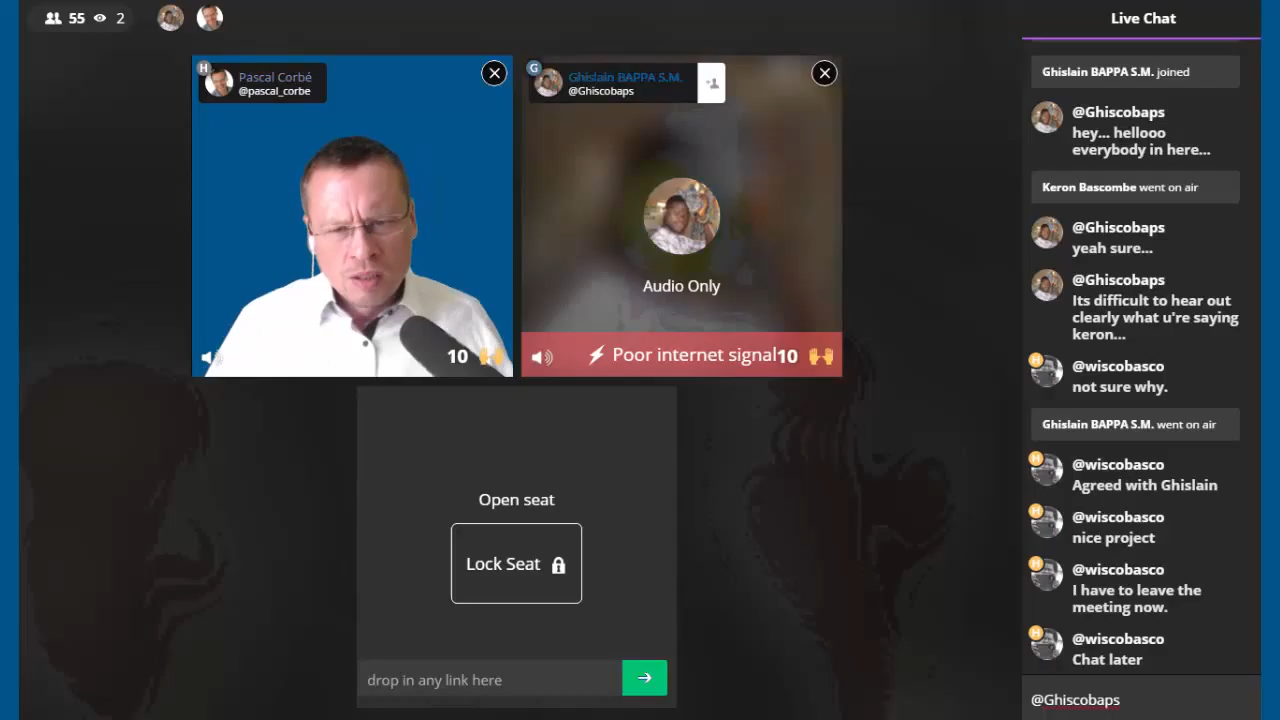 55 2
H Pascal Corbé
@pascal_corbe
G Ghislain BAPPA S.M.
@Ghiscobaps
Audio Only
10
Poor internet signal10
Open seat
Lock Seat
drop in any link here
Live Chat
Ghislain BAPPA S.M. joined
@Ghiscobaps
hey... hellooo
everybody in here...
Keron Bascombe went on air
@Ghiscobaps
yeah sure...
@Ghiscobaps
Its difficult to hear out
clearly what u're saying
keron...
H @wiscobasco
not sure why.
Ghislain BAPPA S.M. went on air
H @wiscobasco
Agreed with Ghislain
H @wiscobasco
nice project
H @wiscobasco
I have to leave the
meeting now.
H @wiscobasco
Chat later
@Ghiscobaps